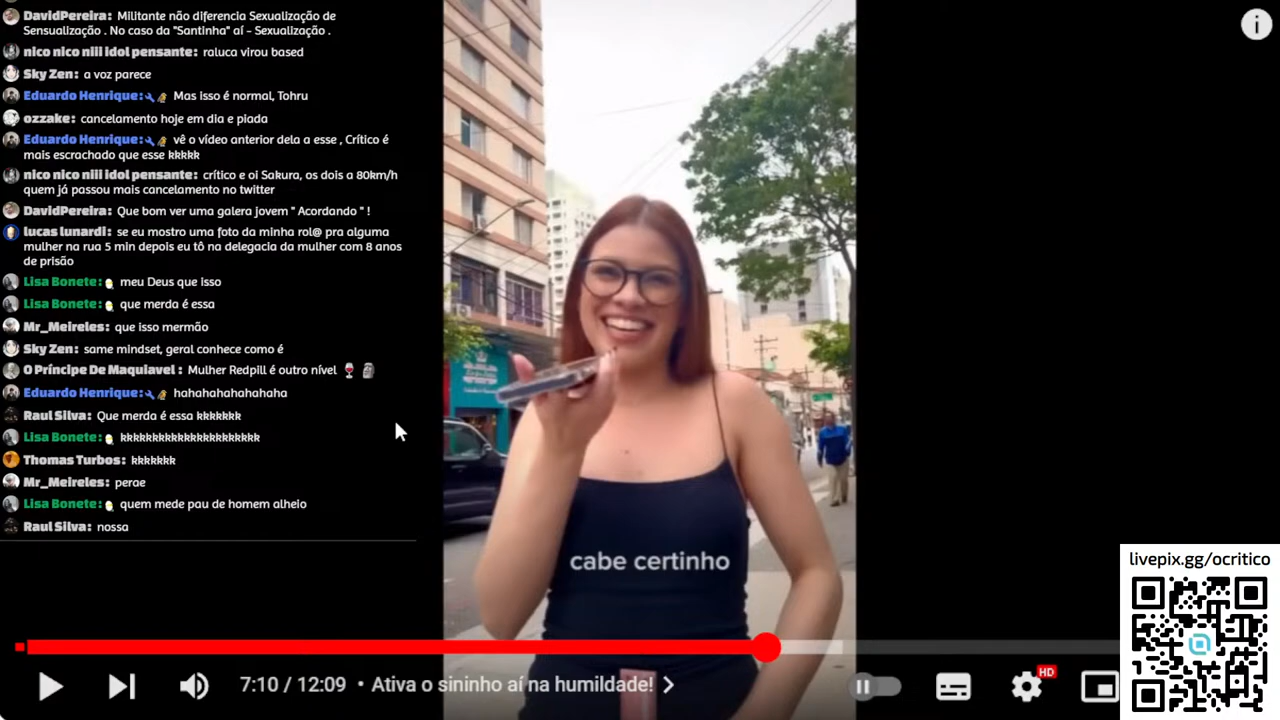 DavidPereira: Militante não diferencia Sexualização de
Sensualização . No caso da "Santinha" aí - Sexualização .
nico nico niii idol pensante: raluca virou based
Sky Zen: a voz parece
Eduardo Henrique: Mas isso é normal, Tohru
ozzake: cancelamento hoje em dia e piada
Eduardo Henrique: vê o vídeo anterior dela a esse , Crítico é
mais escrachado que esse kkkkk
nico nico niii idol pensante: crítico e oi Sakura, os dois a 80km/h
quem já passou mais cancelamento no twitter
DavidPereira: Que bom ver uma galera jovem " Acordando " !
lucas lunardi: se eu mostro uma foto da minha rol@ pra alguma
mulher na rua 5 min depois eu tô na delegacia da mulher com 8 anos
de prisão
Lisa Bonete: meu Deus que isso
Lisa Bonete: que merda é essa
Mr_Meireles: que isso mermão
Sky Zen: same mindset, geral conhece como é
O Príncipe De Maquiavel : Mulher Redpill é outro nível
Eduardo Henrique: hahahahahahahaha
Raul Silva: Que merda é essa kkkkkkk
Lisa Bonete: kkkkkkkkkkkkkkkkkkkkkk
Thomas Turbos: kkkkkkk
Mr_Meireles: perae
Lisa Bonete: quem mede pau de homem alheio
Raul Silva: nossa
cabe certinho
livepix.gg/ocritico
7:10 / 12:09 • Ativa o sininho aí na humildade!
HD